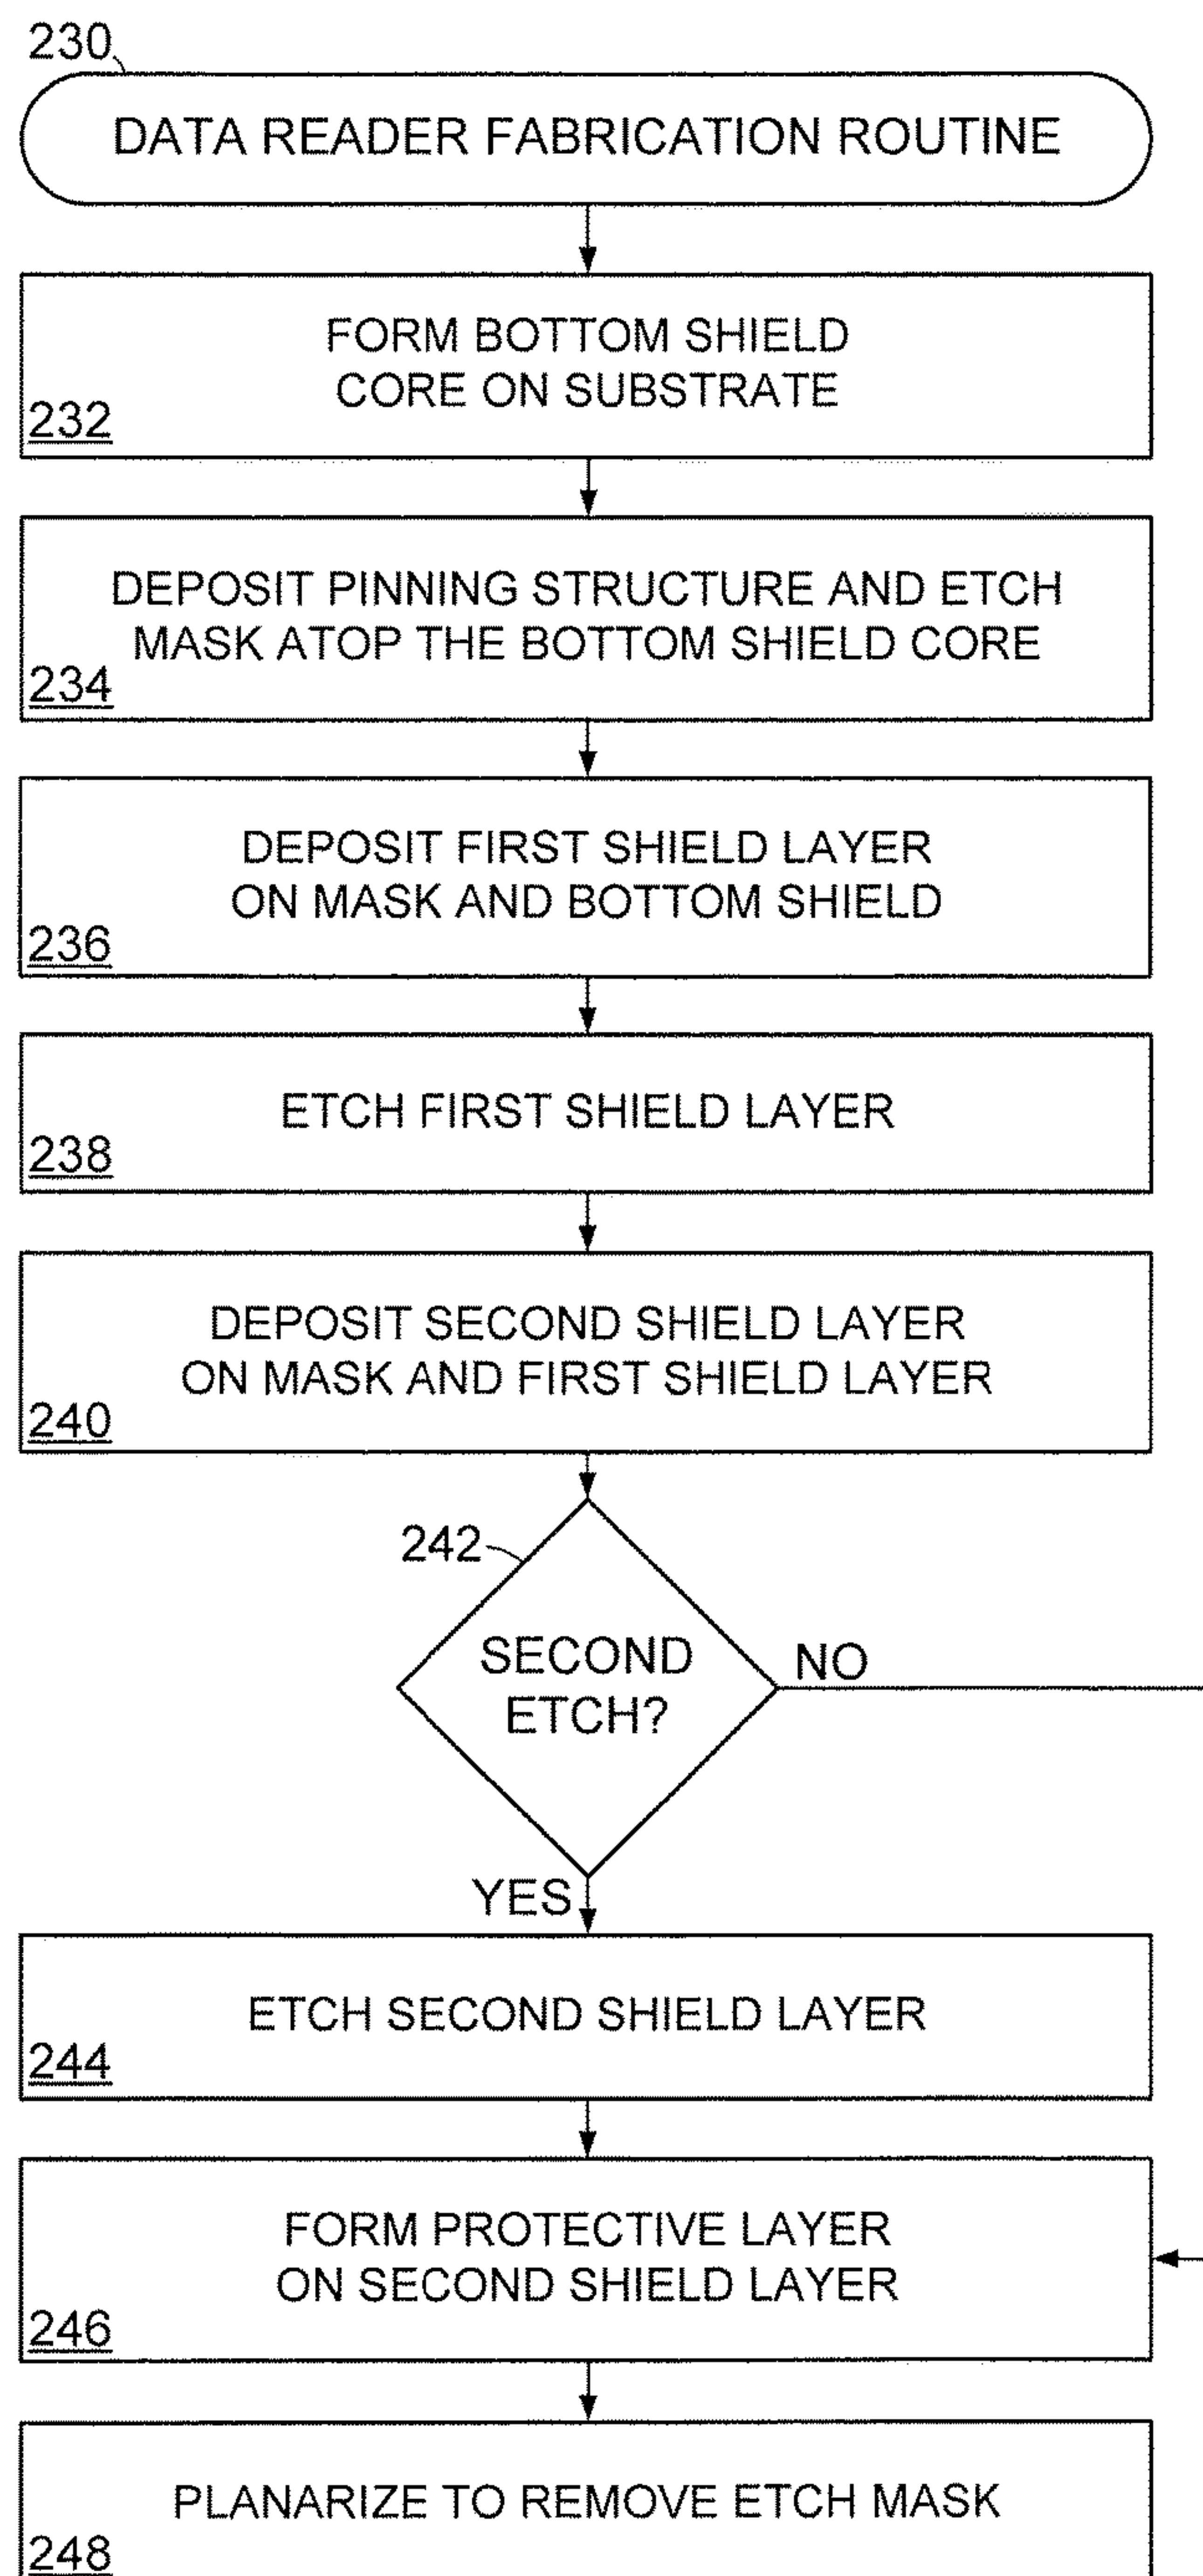 230
DATA READER FABRICATION ROUTINE
FORM BOTTOM SHIELD
CORE ON SUBSTRATE
232
DEPOSIT PINNING STRUCTURE AND ETCH
MASK ATOP THE BOTTOM SHIELD CORE
234
DEPOSIT FIRST SHIELD LAYER
ON MASK AND BOTTOM SHIELD
236
ETCH FIRST SHIELD LAYER
238
DEPOSIT SECOND SHIELD LAYER
ON MASK AND FIRST SHIELD LAYER
240
242
SECOND
ETCH?
NO
YES
ETCH SECOND SHIELD LAYER
244
FORM PROTECTIVE LAYER
ON SECOND SHIELD LAYER
246
PLANARIZE TO REMOVE ETCH MASK
248